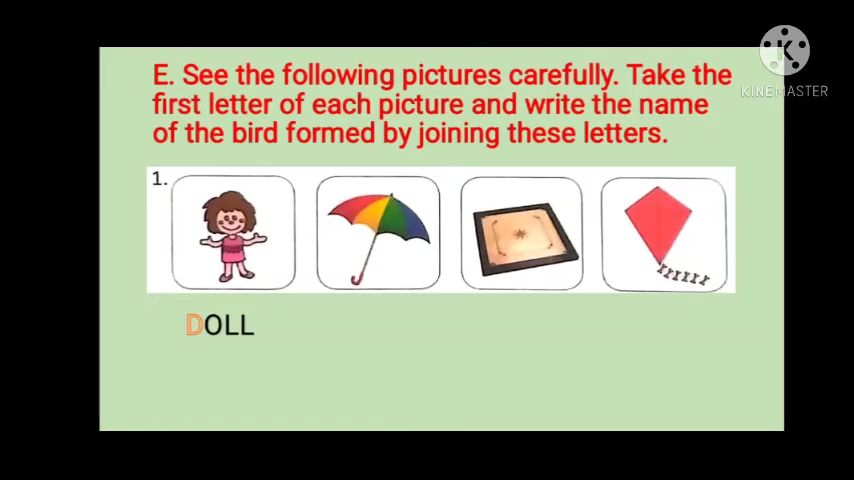 KINEMASTER
E. See the following pictures carefully. Take the
first letter of each picture and write the name
of the bird formed by joining these letters.
1.
DOLL